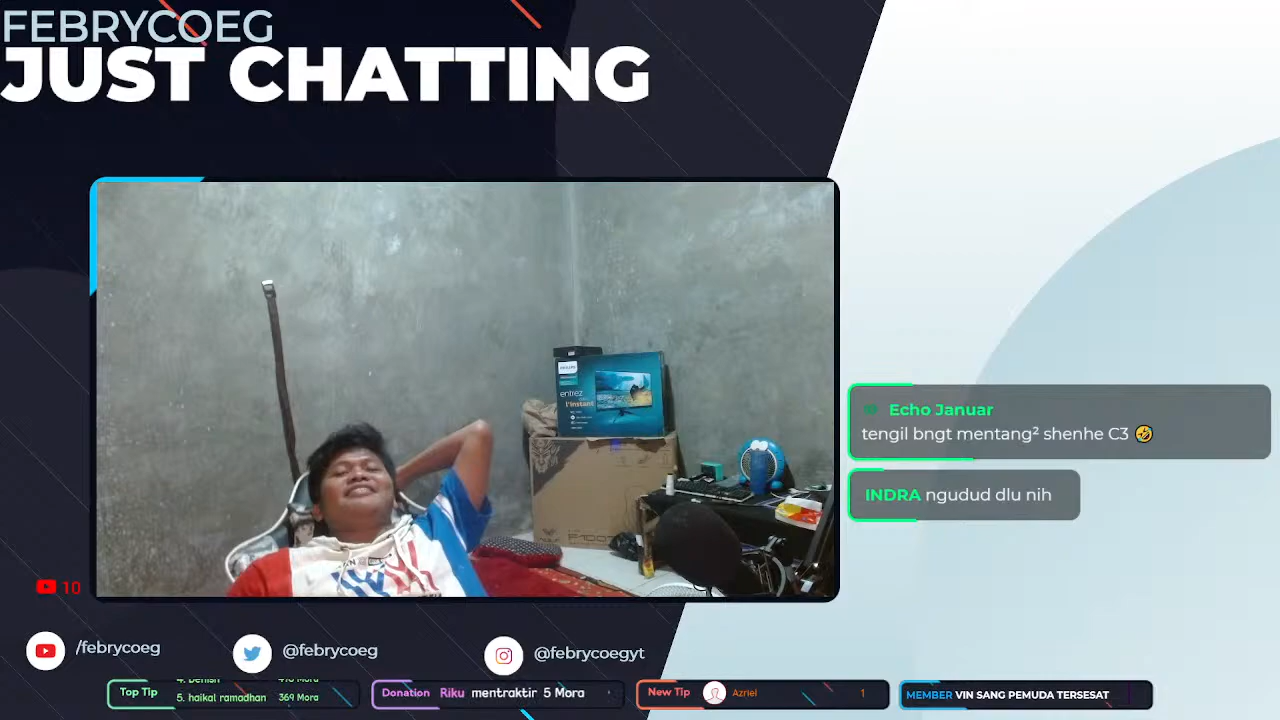 FEBRYCOEG
JUST CHATTING
entrez
l'instant
Echo Januar
tengil bngt mentang² shenhe C3 🤣
INDRA ngudud dlu nih
10
/febrycoeg
@febrycoeg
@febrycoegyt
Top Tip
5. haikal ramadhan 369 Mora
Donation Riku mentraktir 5 Mora
New Tip Azriel 1
MEMBER VIN SANG PEMUDA TERSESAT